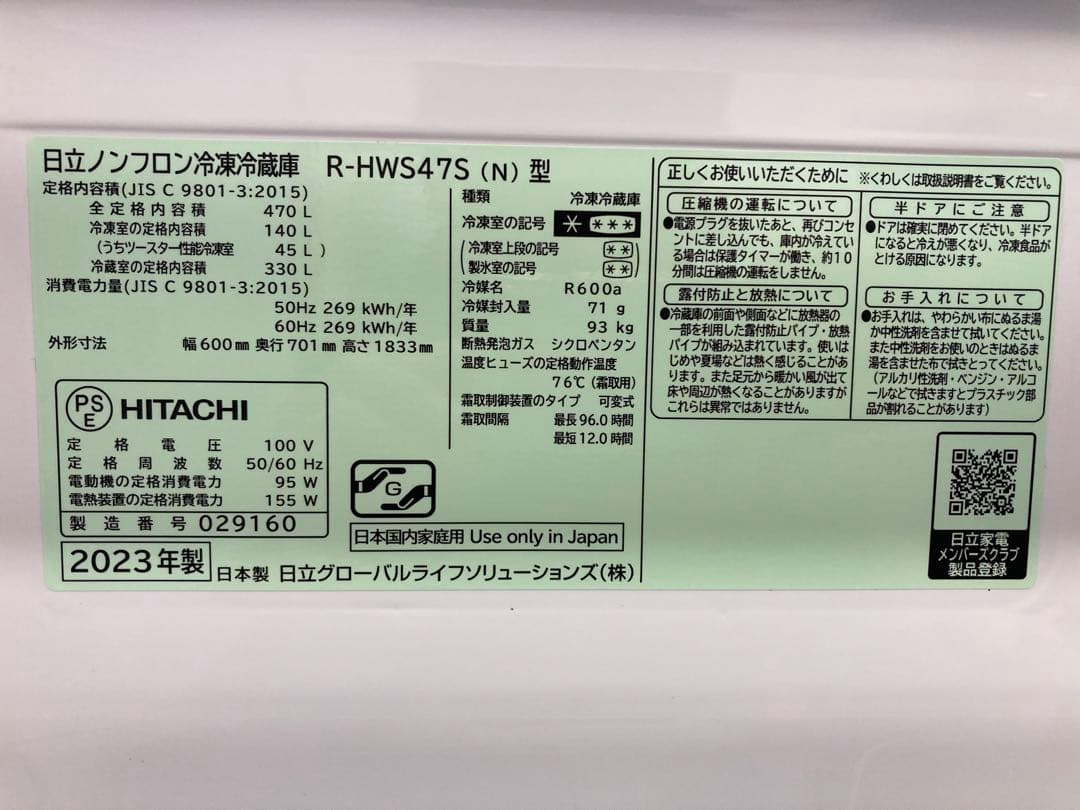 日立ノンフロン冷凍冷蔵庫 R-HWS47S (N) 型
定格内容積(JIS C 9801-3:2015)
全定格内容積 470 L
冷凍室の定格内容積 140 L
(うちツースター性能冷凍室 45 L )
冷蔵室の定格内容積 330 L
消費電力量(JIS C 9801-3:2015)
50Hz 269 kWh/年
60Hz 269 kWh/年
外形寸法 幅600mm 奥行701mm 高さ1833mm
PS
E
HITACHI
定格電圧 100 V
定格周波数 50/60 Hz
電動機の定格消費電力 95 W
電熱装置の定格消費電力 155 W
製造番号 029160
2023年製
日本製 日立グローバルライフソリューションズ(株)
種類 冷凍冷蔵庫
冷凍室の記号 * ***
(冷凍室上段の記号 **)
(製氷室の記号 **)
冷媒名 R600a
冷媒封入量 71 g
質量 93 kg
断熱発泡ガス シクロペンタン
温度ヒューズの定格動作温度
76℃(霜取用)
霜取制御装置のタイプ 可変式
霜取間隔 最長96.0時間
最短12.0時間
G
日本国内家庭用 Use only in Japan
正しくお使いいただくために ※くわしくは取扱説明書をご覧ください。
圧縮機の運転について
●電源プラグを抜いたあと、再びコンセ
ントに差し込んでも、庫内が冷えてい
る場合は保護タイマーが働き、約10
分間は圧縮機の運転をしません。
露付防止と放熱について
●冷蔵庫の前面や側面などに放熱器の
一部を利用した露付防止パイプ・放熱
パイプが組み込まれています。使いは
じめや夏場などは熱く感じることがあ
ります。また足元から暖かい風が出て
床や周辺が熱くなることがありますが
これらは異常ではありません。
半ドアにご注意
●ドアは確実に閉めてください。半ドア
になると冷えが悪くなり、冷凍食品が
とける原因になります。
お手入れについて
●お手入れは、やわらかい布にぬるま湯
か中性洗剤を含ませて拭いてください。
また中性洗剤をお使いのときはぬるま
湯を含ませた布で拭きとってください。
(アルカリ性洗剤・ベンジン・アルコ
ールなどで拭きますとプラスチック部
品が割れることがあります)
日立家電
メンバーズクラブ
製品登録